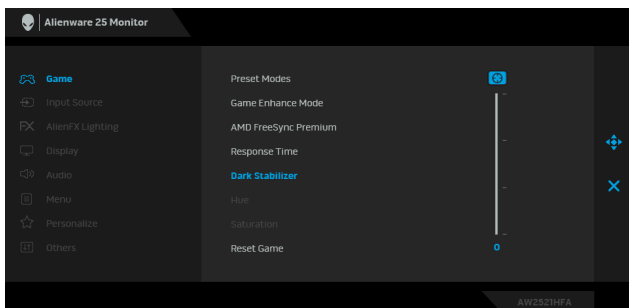 Alienware 25 Monitor
Game
Input Source
AlienFX Lighting
Display
Audio
Menu
Personalize
Others
Preset Modes
Game Enhance Mode
AMD FreeSync Premium
Response Time
Dark Stabilizer
Hue
Saturation
Reset Game
0
AW2521HFA